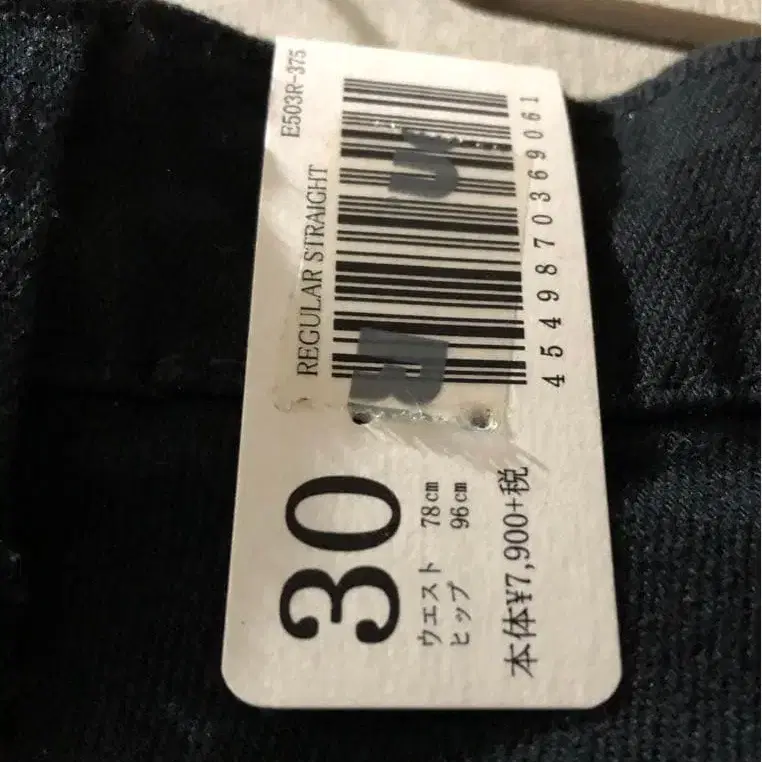 E503R-375
REGULAR STRAIGHT
4549870369061
30
ウエスト 78cm
ヒップ 96cm
本体¥7,900+税